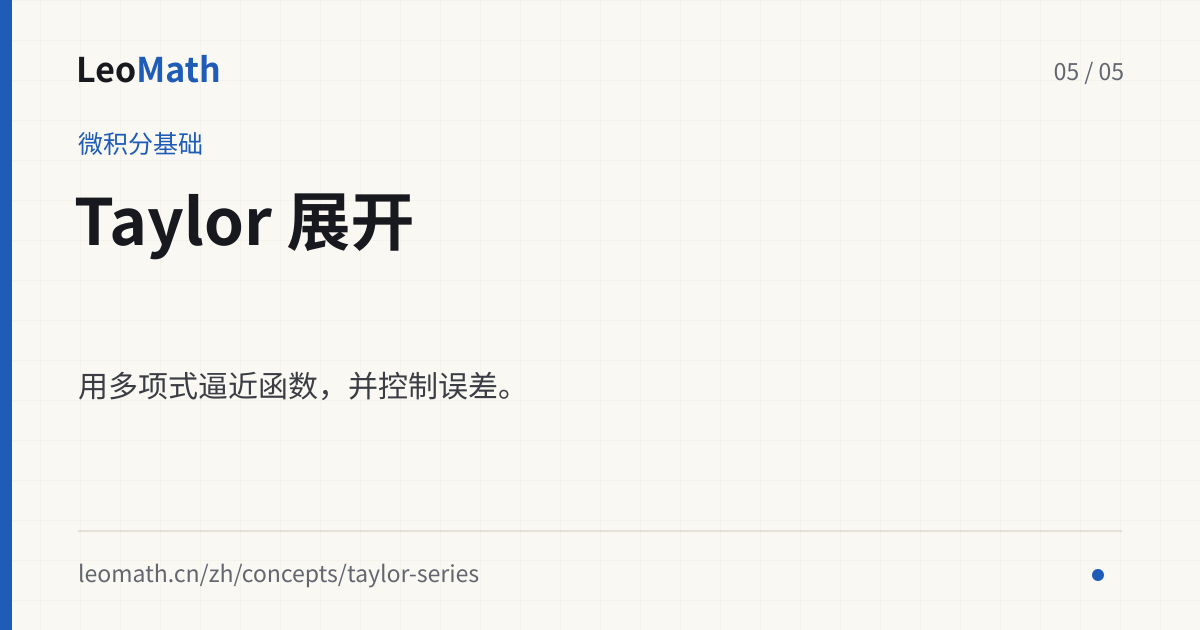 LeoMath
05 / 05
微积分基础
Taylor 展开
用多项式逼近函数，并控制误差。
leomath.cn/zh/concepts/taylor-series